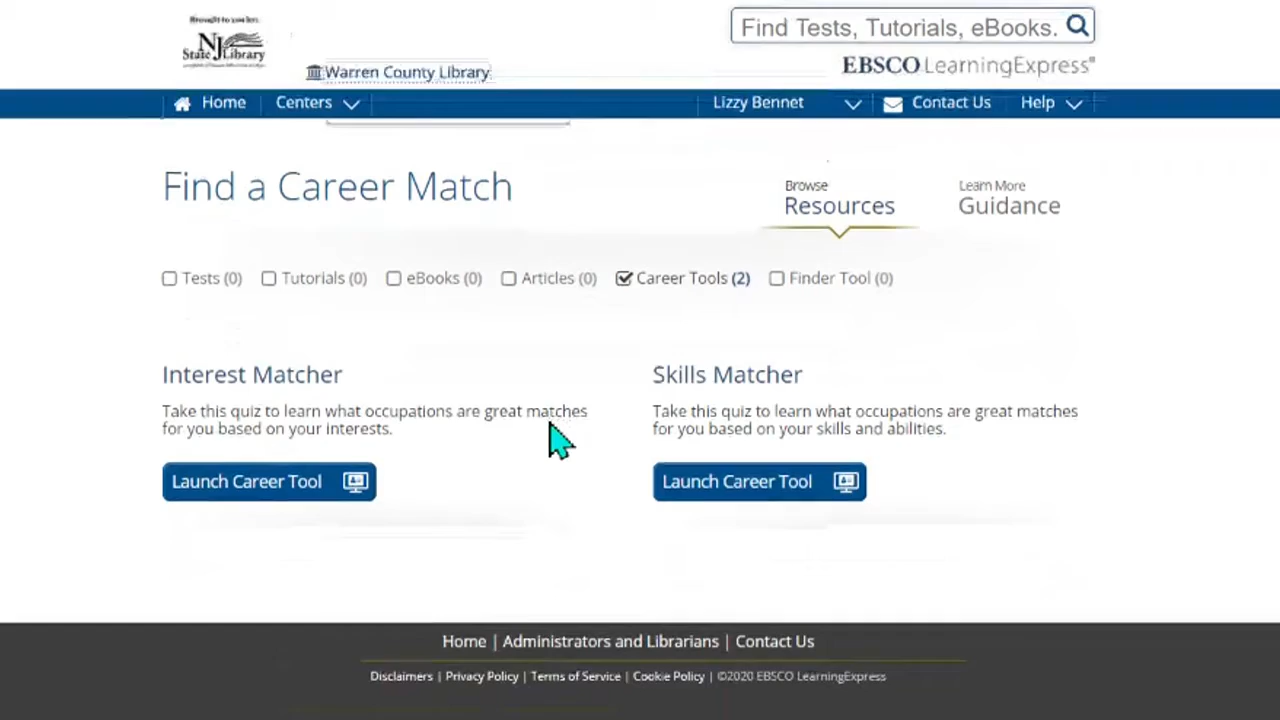 Brought to you by:
NJ
State Library
Find Tests, Tutorials, eBooks.
Warren County Library
EBSCO LearningExpress®
Home
Centers
Lizzy Bennet
Contact Us
Help
Find a Career Match
Browse
Resources
Learn More
Guidance
Tests (0)
Tutorials (0)
eBooks (0)
Articles (0)
Career Tools (2)
Finder Tool (0)
Interest Matcher
Take this quiz to learn what occupations are great matches
for you based on your interests.
Launch Career Tool
Skills Matcher
Take this quiz to learn what occupations are great matches
for you based on your skills and abilities.
Launch Career Tool
Home | Administrators and Librarians | Contact Us
Disclaimers | Privacy Policy | Terms of Service | Cookie Policy | ©2020 EBSCO LearningExpress